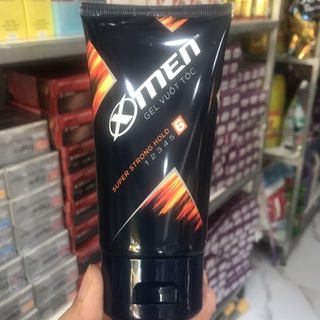 X-MEN
GEL VUỐT TÓC
SUPER STRONG HOLD
1 2 3 4 5 6